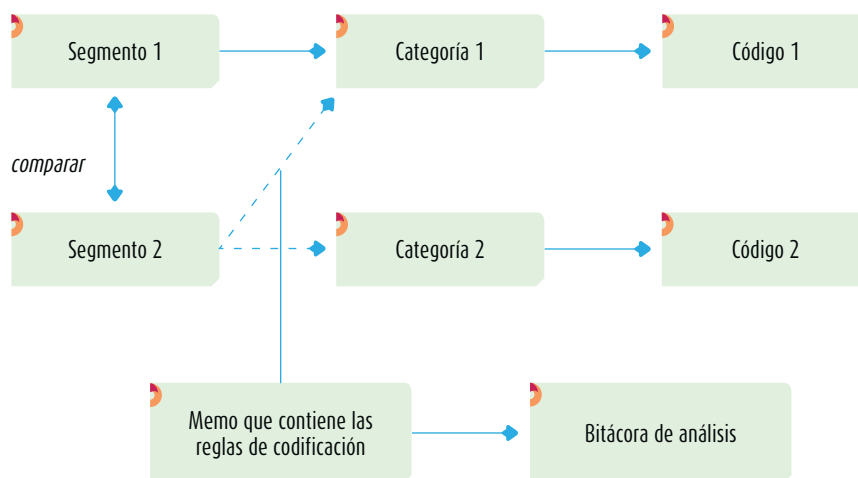 Segmento 1
Categoría 1
Código 1
comparar
Segmento 2
Categoría 2
Código 2
Memo que contiene las
reglas de codificación
Bitácora de análisis